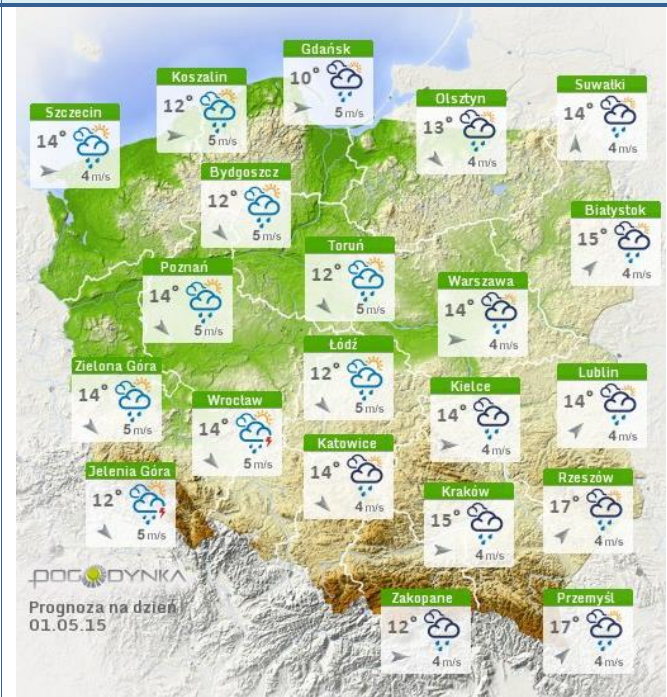 Gdańsk
10°
5 m/s
Koszalin
12°
5 m/s
Suwałki
14°
4 m/s
Olsztyn
13°
4 m/s
Szczecin
14°
4 m/s
Bydgoszcz
12°
5 m/s
Białystok
15°
4 m/s
Toruń
12°
5 m/s
Poznań
14°
5 m/s
Warszawa
14°
4 m/s
Łódź
12°
5 m/s
Zielona Góra
14°
5 m/s
Lublin
14°
4 m/s
Kielce
14°
4 m/s
Wrocław
14°
5 m/s
Katowice
14°
4 m/s
Jelenia Góra
12°
5 m/s
Rzeszów
17°
4 m/s
Kraków
15°
4 m/s
POGODYNKA
Prognoza na dzień
01.05.15
Zakopane
12°
4 m/s
Przemyśl
17°
4 m/s